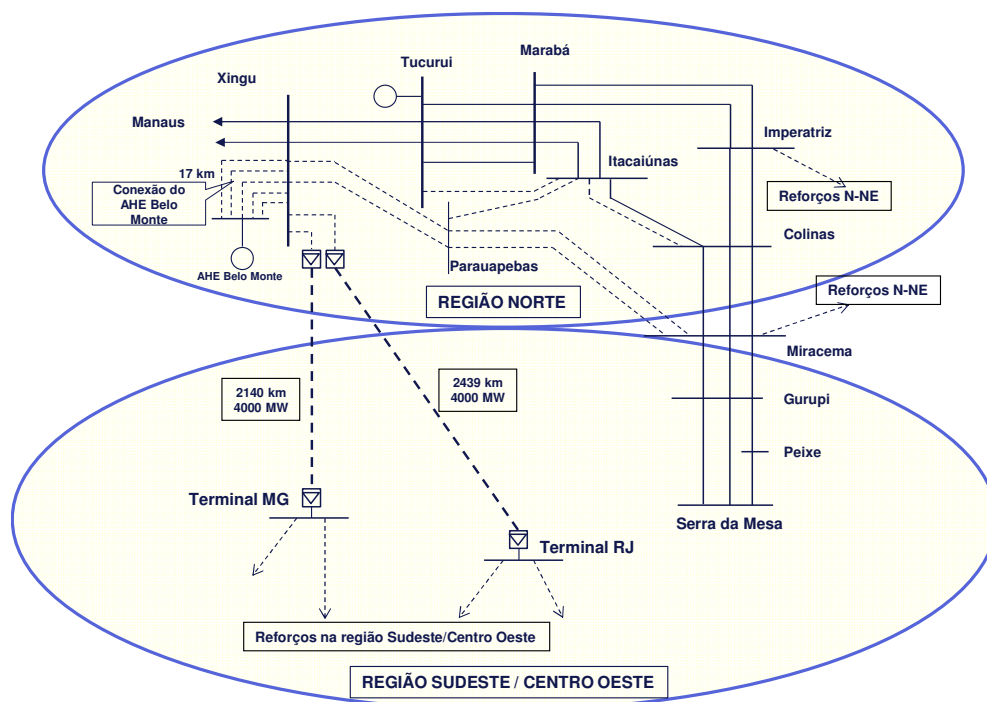 Marabá
Tucurui
Xingu
Manaus
Imperatriz
17 km
Conexão do
AHE Belo
Monte
Itacaiúnas
Reforços N-NE
Colinas
AHE Belo Monte
Parauapebas
Reforços N-NE
REGIÃO NORTE
Miracema
2140 km
4000 MW
2439 km
4000 MW
Gurupi
Peixe
Terminal MG
Serra da Mesa
Terminal RJ
Reforços na região Sudeste/Centro Oeste
REGIÃO SUDESTE / CENTRO OESTE